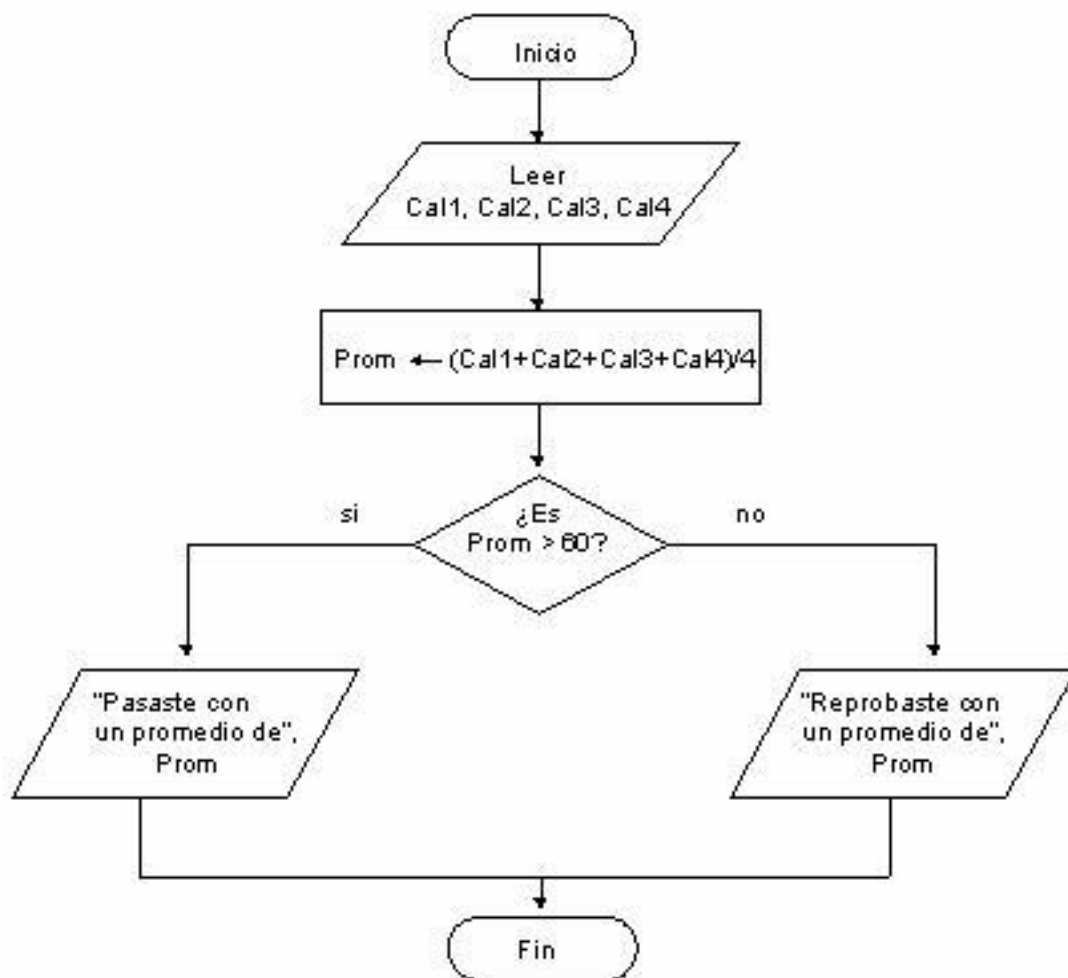 Inicio
Leer
Cal1, Cal2, Cal3, Cal4
Prom ← (Cal1+Cal2+Cal3+Cal4)/4
si
¿Es
Prom > 60?
no
"Pasaste con
un promedio de",
Prom
"Reprobaste con
un promedio de",
Prom
Fin